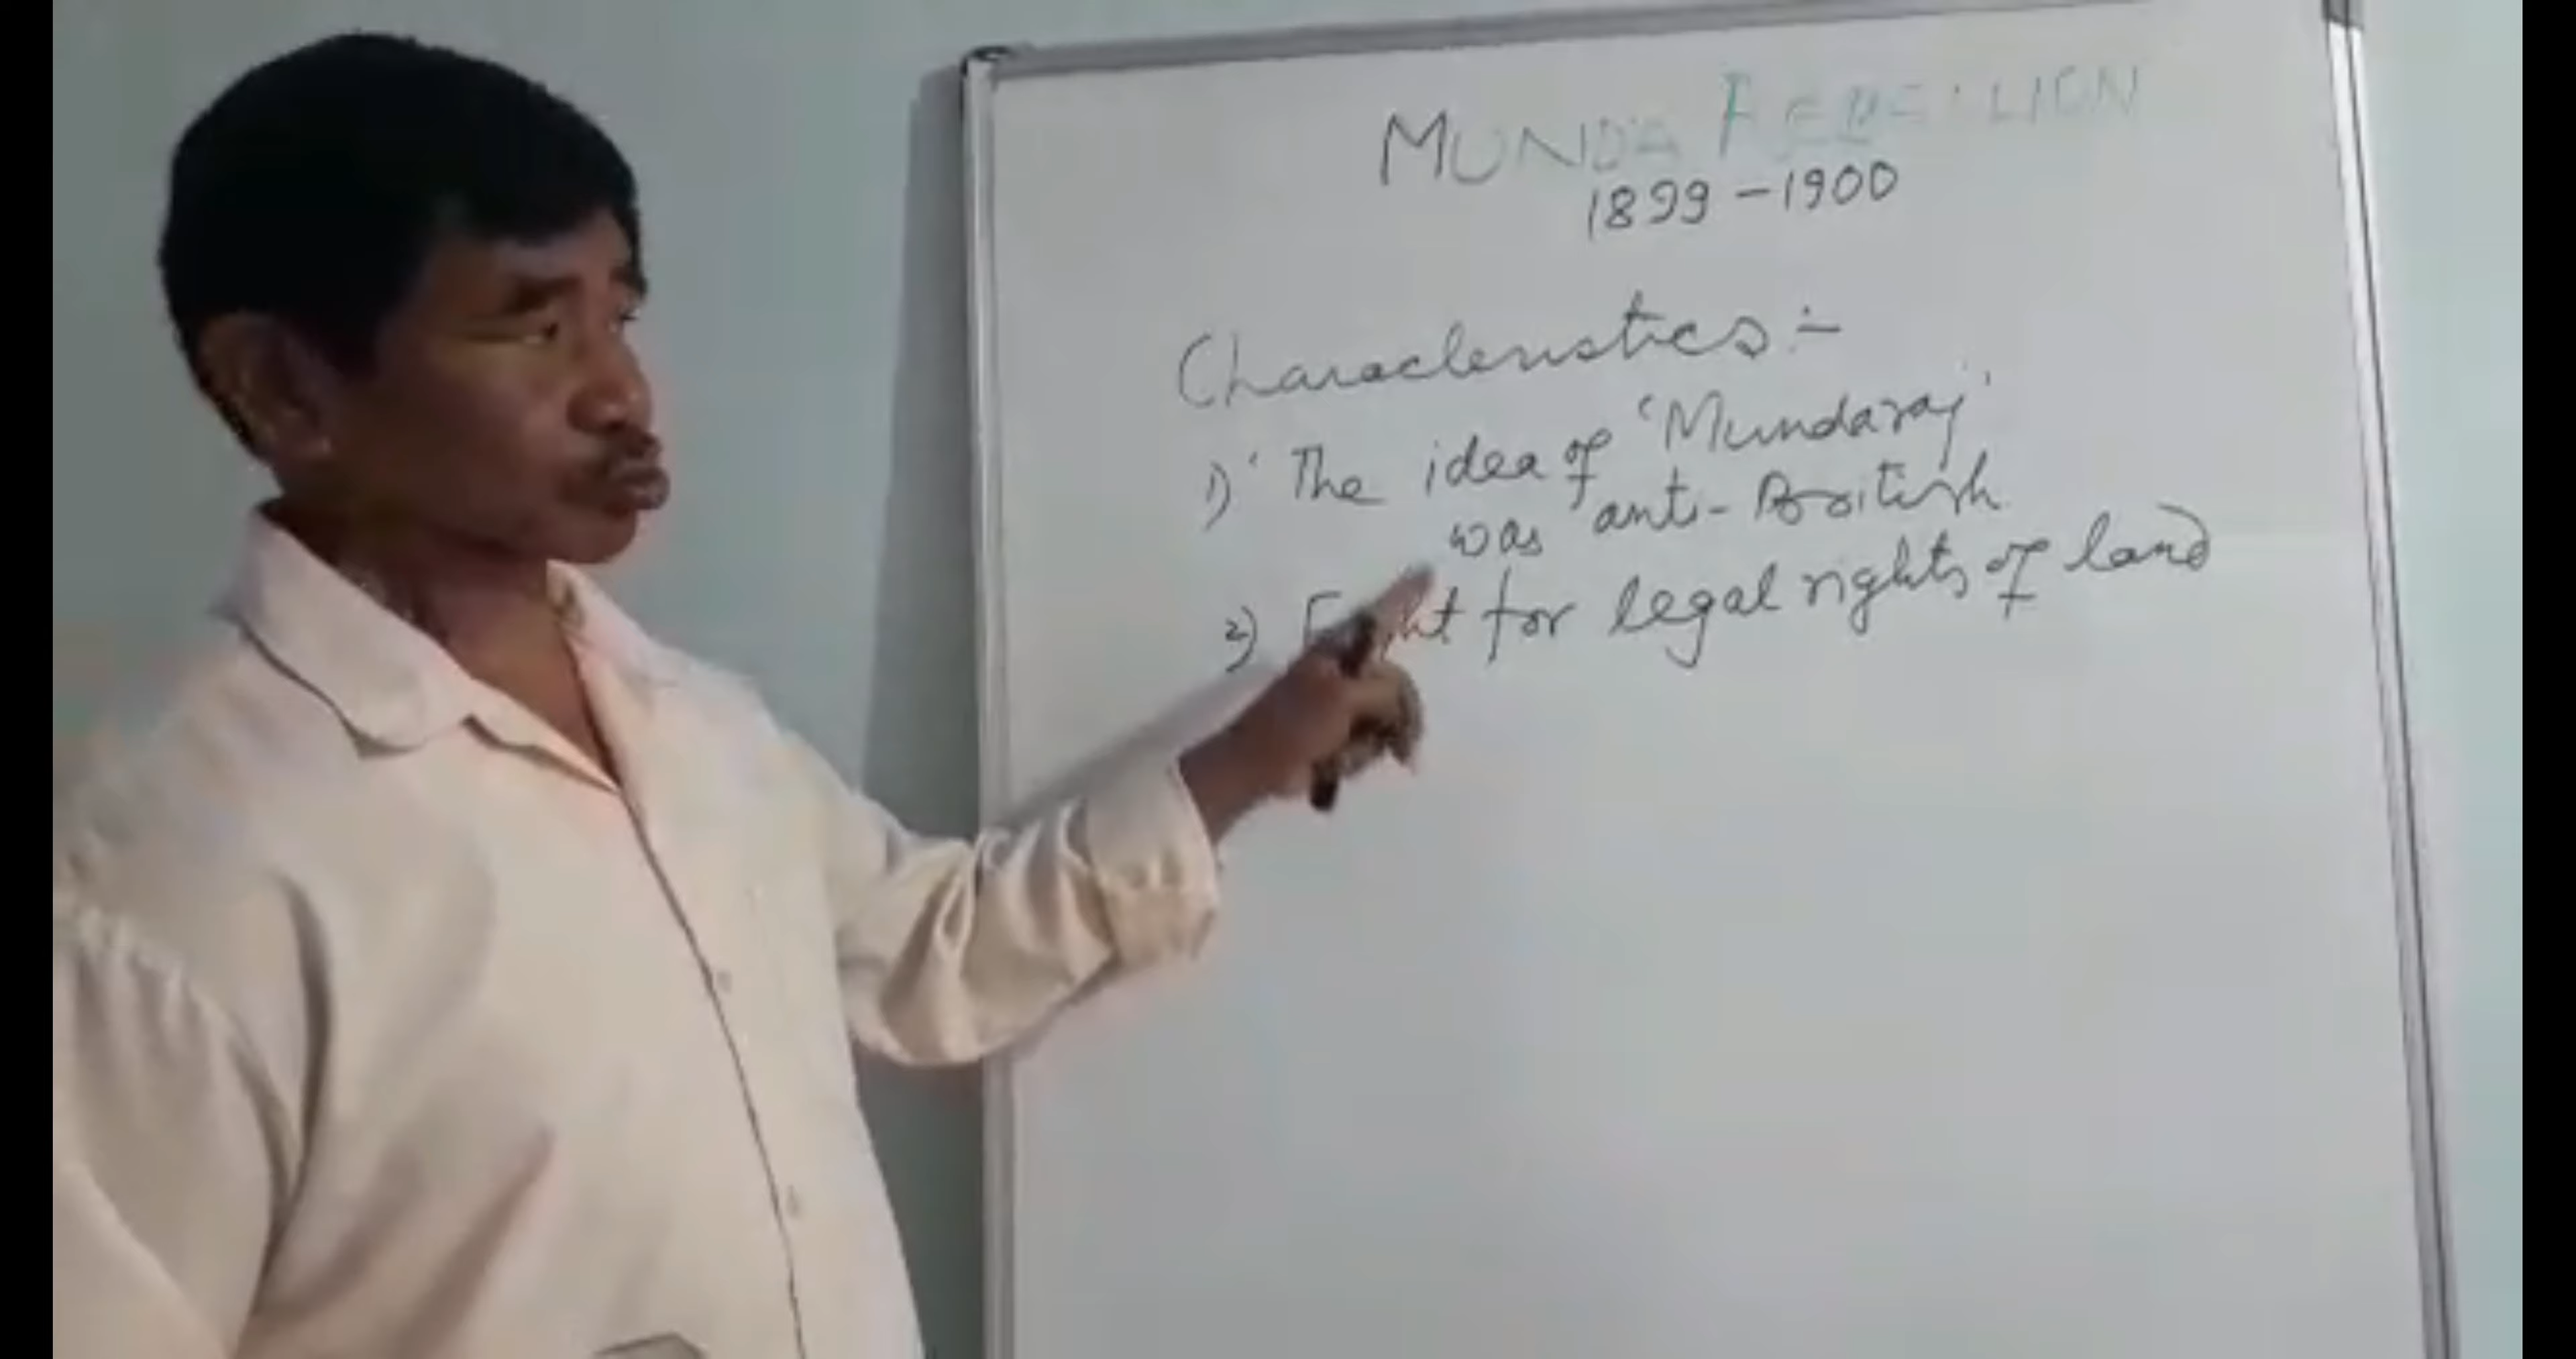 MUNDA REBELLION
1899-1900
Characteristics:-
1) The idea of 'Mundaraj'
was anti-British
2) Fight for legal rights of land